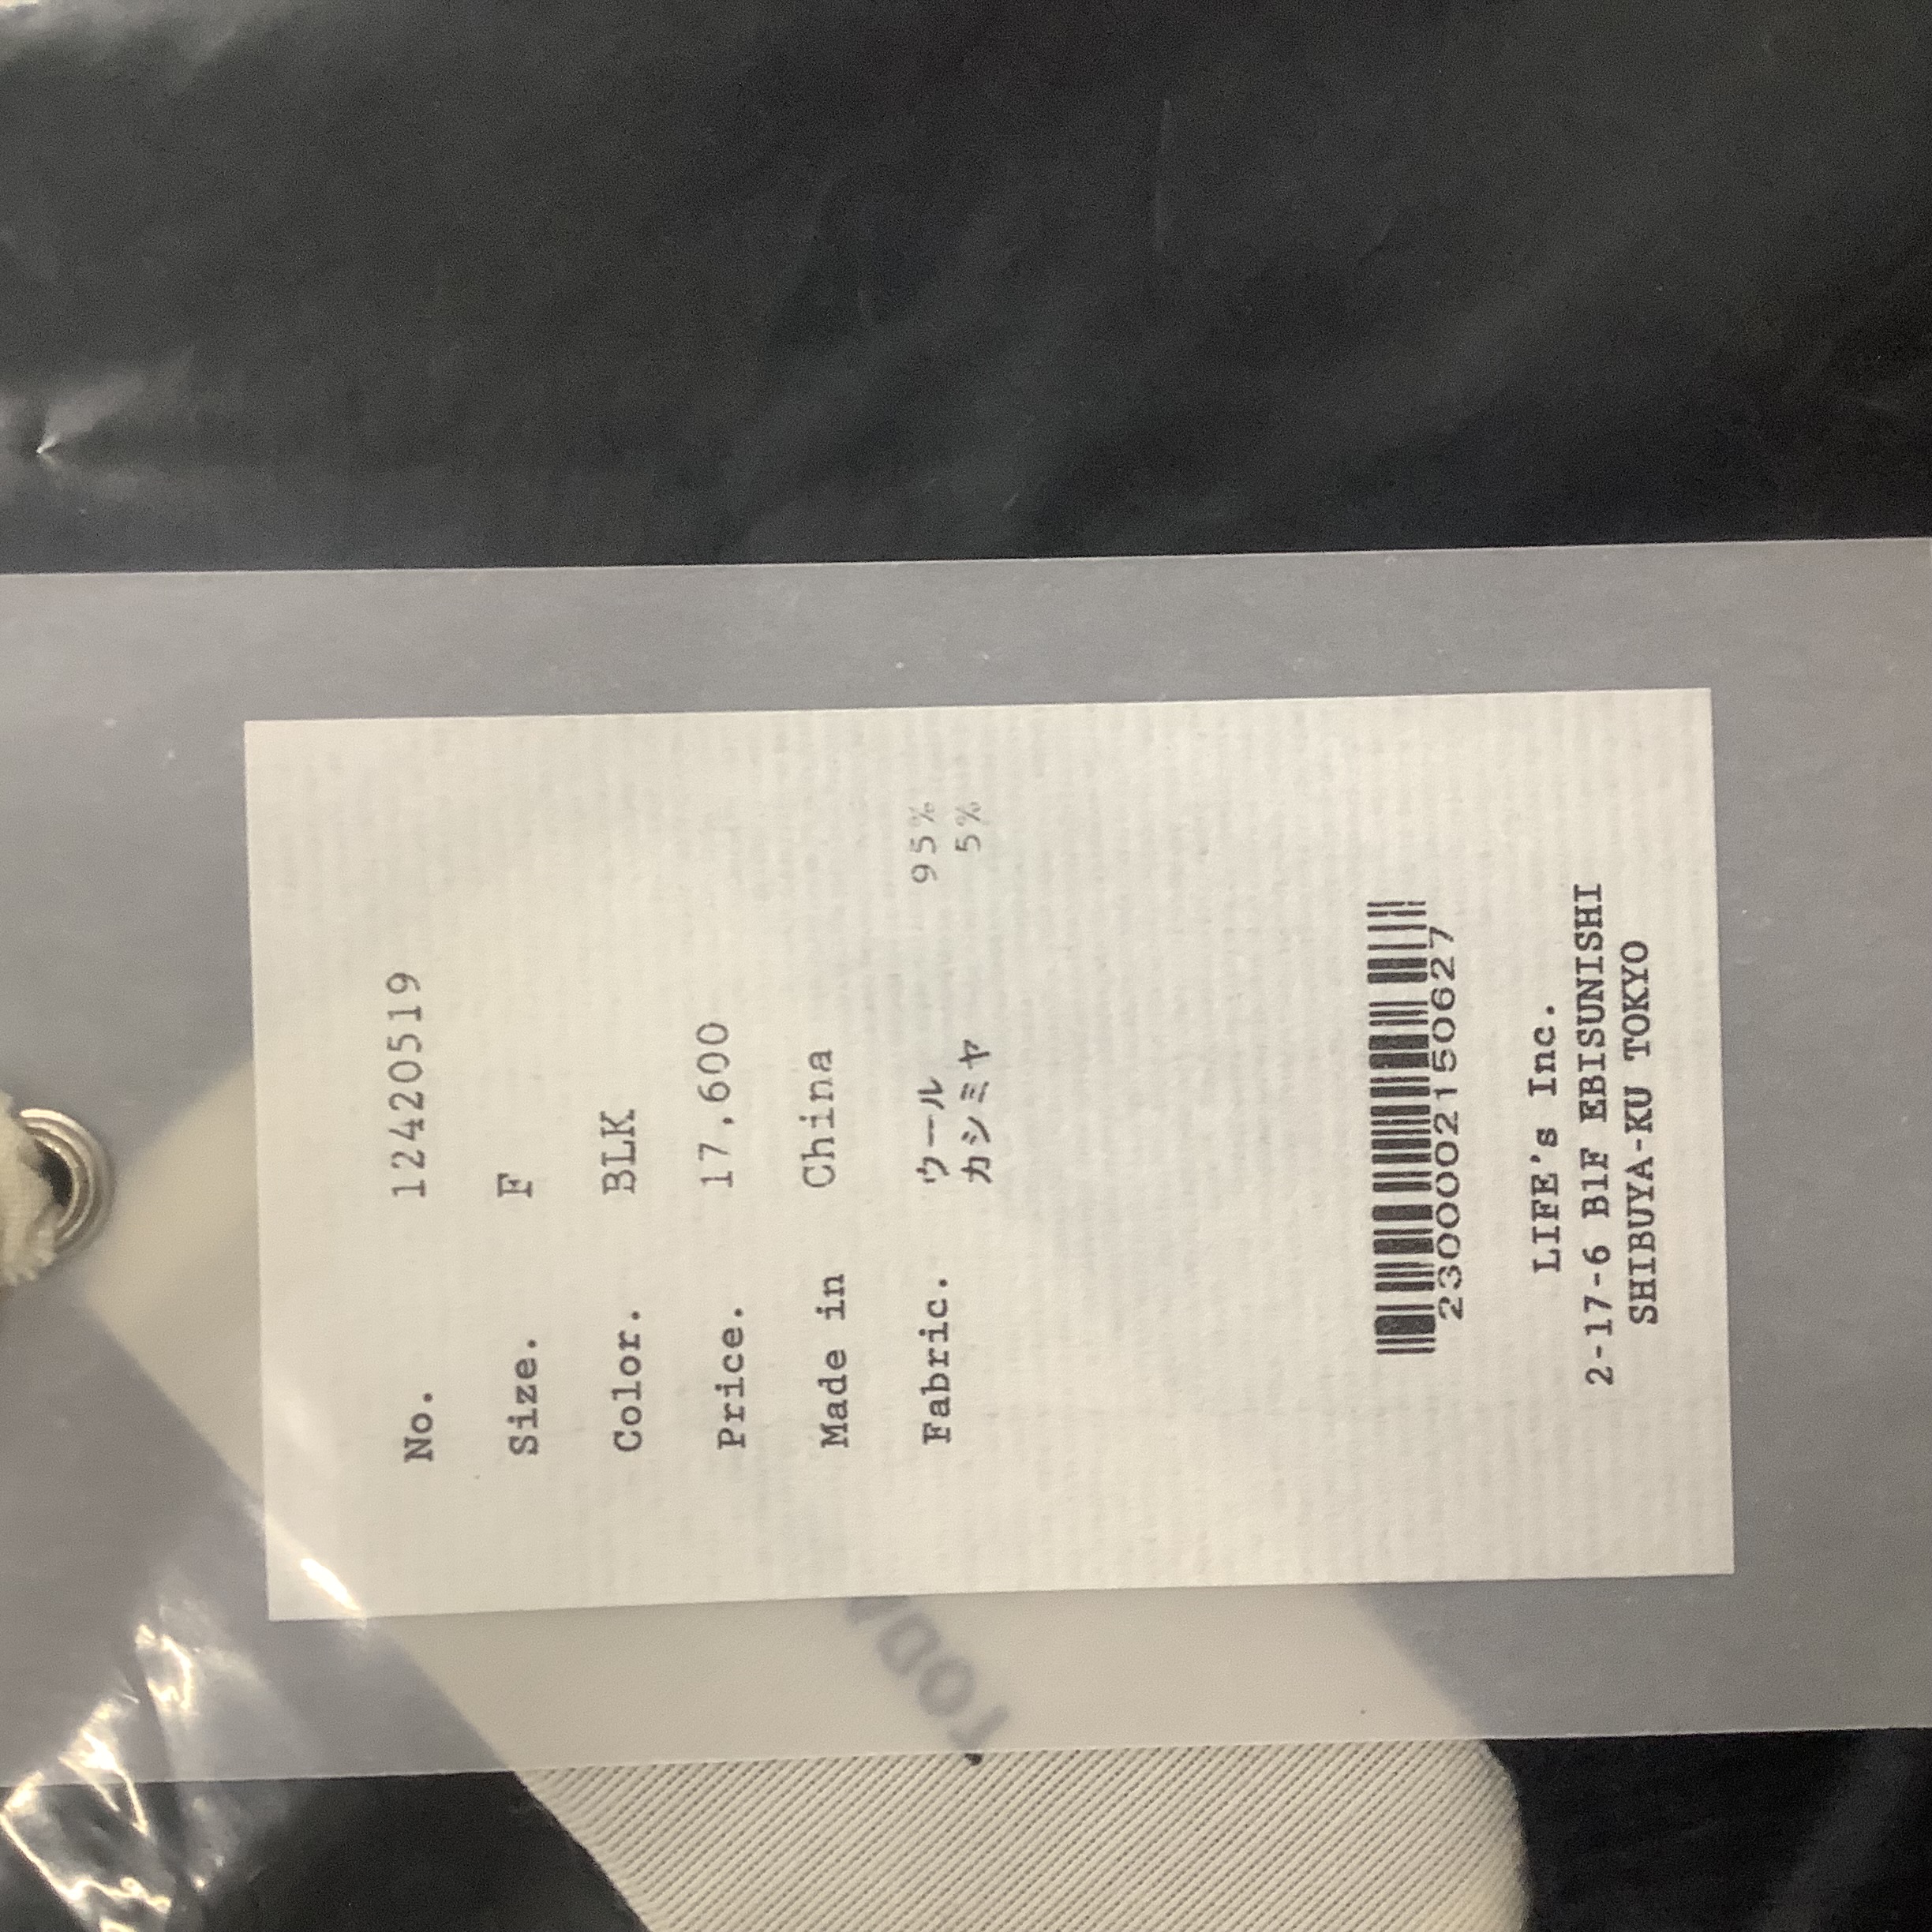 No. 12420519
Size. F
Color. BLK
Price. 17,600
Made in China
Fabric. ウール 95%
カシミヤ 5%
2300002150627
LIFE's Inc.
2-17-6 B1F EBISUNISHI
SHIBUYA-KU TOKYO